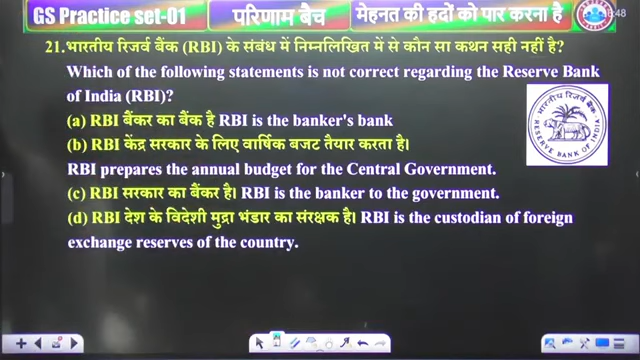 GS Practice set-01 परिणाम बैच मेहनत की हदों को पार करना है
21.भारतीय रिजर्व बैंक (RBI) के संबंध में निम्नलिखित में से कौन सा कथन सही नहीं है?
Which of the following statements is not correct regarding the Reserve Bank
of India (RBI)?
(a) RBI बैंकर का बैंक है RBI is the banker's bank
(b) RBI केंद्र सरकार के लिए वार्षिक बजट तैयार करता है।
RBI prepares the annual budget for the Central Government.
(c) RBI सरकार का बैंकर है। RBI is the banker to the government.
(d) RBI देश के विदेशी मुद्रा भंडार का संरक्षक है। RBI is the custodian of foreign
exchange reserves of the country.
भारतीय रिज़र्व बैंक
RESERVE BANK OF INDIA